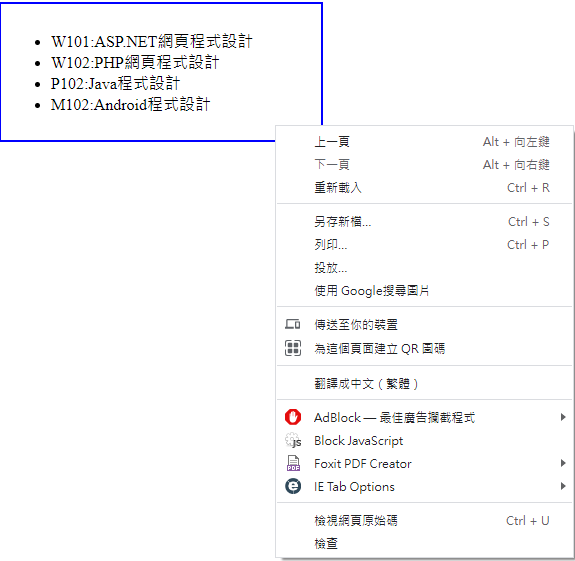 W101:ASP.NET網頁程式設計
W102:PHP網頁程式設計
P102:Java程式設計
M102:Android程式設計
上一頁 Alt + 向左鍵
下一頁 Alt + 向右鍵
重新載入 Ctrl + R
另存新檔... Ctrl + S
列印... Ctrl + P
投放...
使用 Google搜尋圖片
傳送至你的裝置
為這個頁面建立 QR 圖碼
翻譯成中文（繁體）
AdBlock — 最佳廣告攔截程式
JS Block JavaScript
PDF Foxit PDF Creator
e IE Tab Options
檢視網頁原始碼 Ctrl + U
檢查